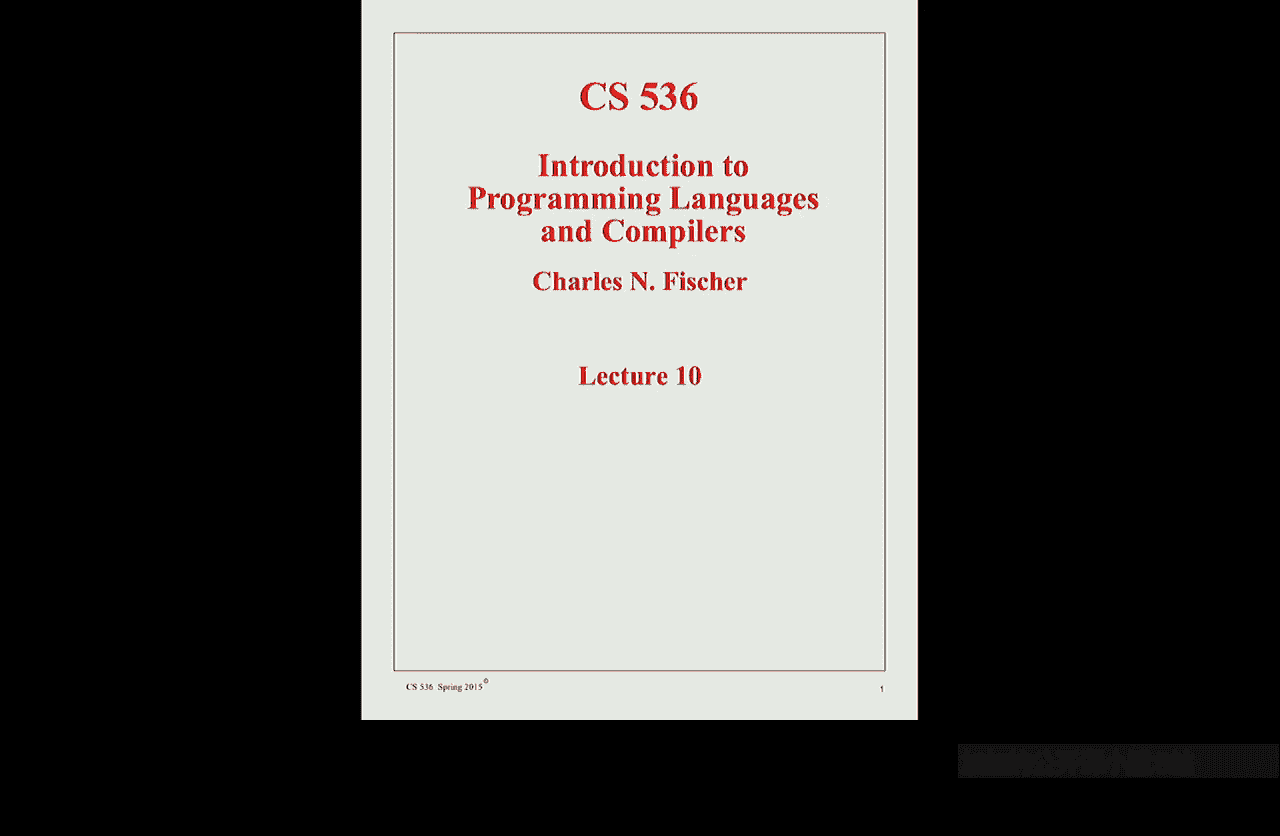 CS 536
Introduction to
Programming Languages
and Compilers
Charles N. Fischer
Lecture 10
CS 536 Spring 2015©
1